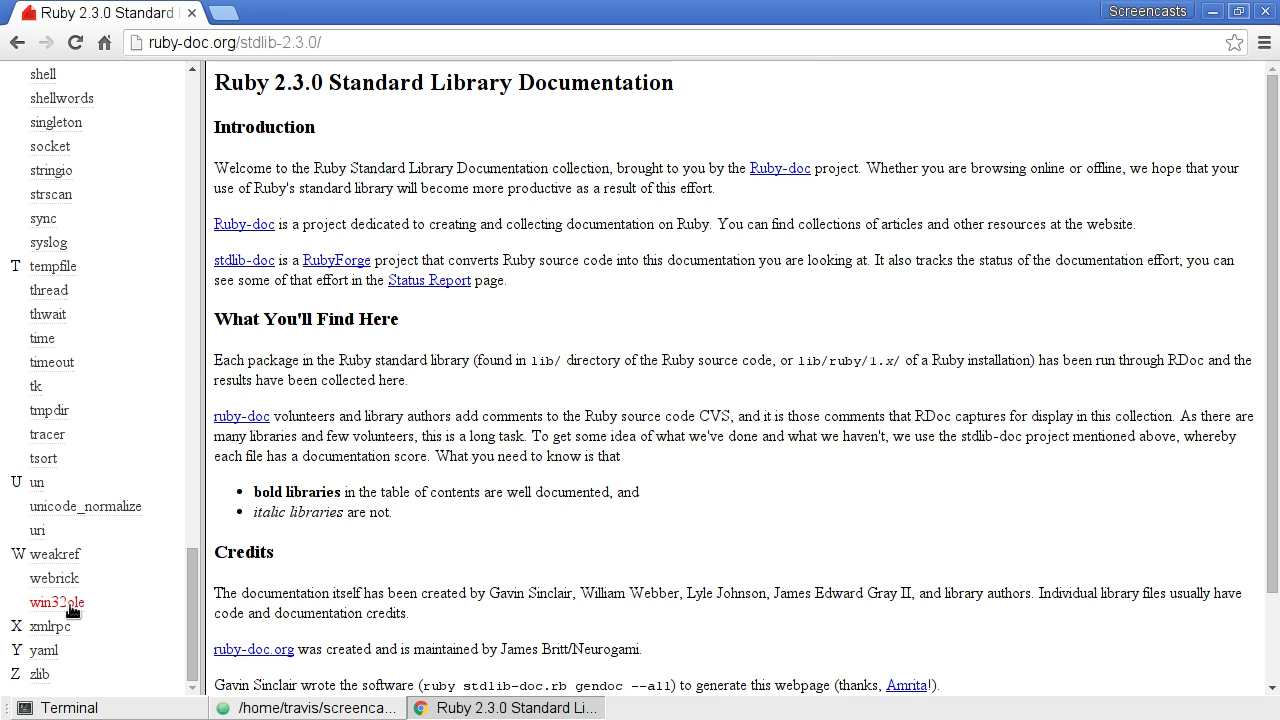 Ruby 2.3.0 Standard
Screencasts
ruby-doc.org/stdlib-2.3.0/
shell
shellwords
singleton
socket
stringio
strscan
sync
syslog
T tempfile
thread
thwait
time
timeout
tk
tmpdir
tracer
tsort
U un
unicode_normalize
uri
W weakref
webrick
win32ole
X xmlrpc
Y yaml
Z zlib
Ruby 2.3.0 Standard Library Documentation
Introduction
Welcome to the Ruby Standard Library Documentation collection, brought to you by the Ruby-doc project. Whether you are browsing online or offline, we hope that your
use of Ruby's standard library will become more productive as a result of this effort.
Ruby-doc is a project dedicated to creating and collecting documentation on Ruby. You can find collections of articles and other resources at the website.
stdlib-doc is a RubyForge project that converts Ruby source code into this documentation you are looking at. It also tracks the status of the documentation effort; you can
see some of that effort in the Status Report page.
What You'll Find Here
Each package in the Ruby standard library (found in lib/ directory of the Ruby source code, or lib/ruby/1.x/ of a Ruby installation) has been run through RDoc and the
results have been collected here.
ruby-doc volunteers and library authors add comments to the Ruby source code CVS, and it is those comments that RDoc captures for display in this collection. As there are
many libraries and few volunteers, this is a long task. To get some idea of what we've done and what we haven't, we use the stdlib-doc project mentioned above, whereby
each file has a documentation score. What you need to know is that
• bold libraries in the table of contents are well documented, and
• italic libraries are not.
Credits
The documentation itself has been created by Gavin Sinclair, William Webber, Lyle Johnson, James Edward Gray II, and library authors. Individual library files usually have
code and documentation credits.
ruby-doc.org was created and is maintained by James Britt/Neurogami.
Gavin Sinclair wrote the software (ruby stdlib-doc.rb gendoc --all) to generate this webpage (thanks, Amrita!).
Terminal
/home/travis/screenca...
Ruby 2.3.0 Standard Li...